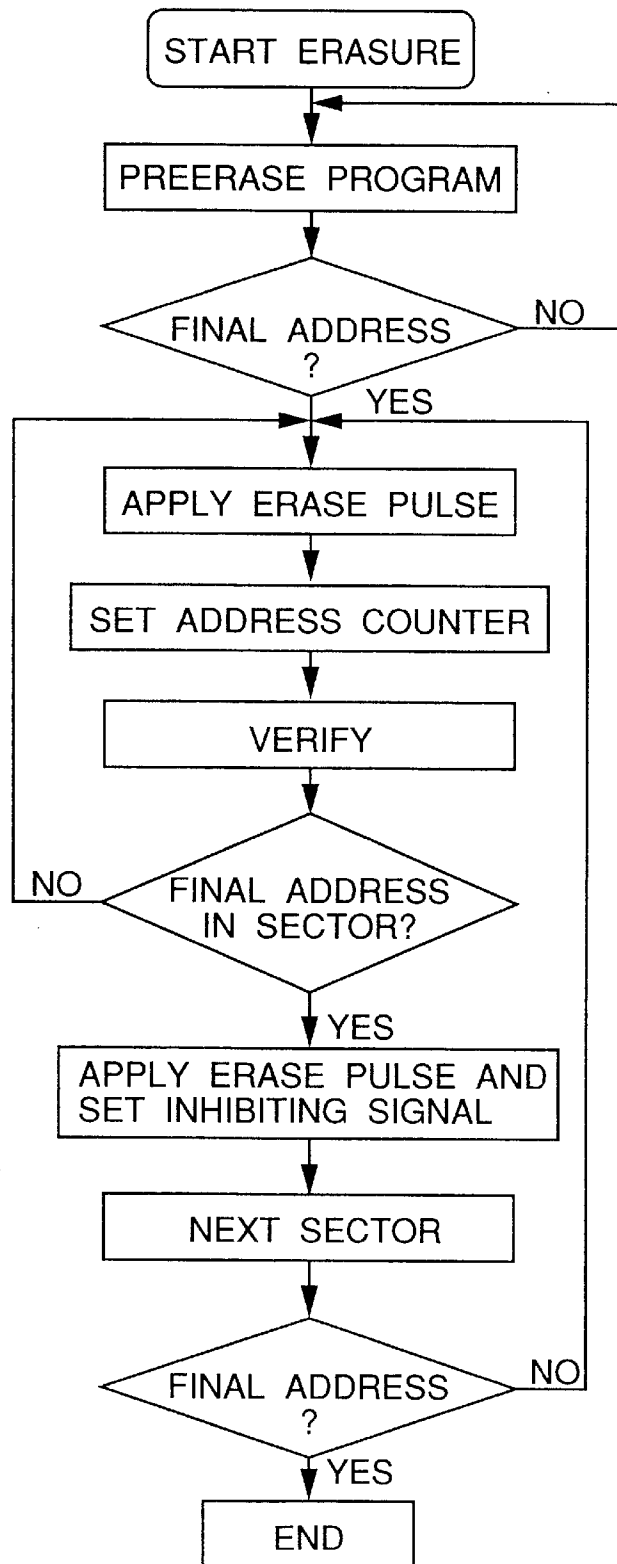 START ERASURE
PREERASE PROGRAM
FINAL ADDRESS
?
NO
YES
APPLY ERASE PULSE
SET ADDRESS COUNTER
VERIFY
NO
FINAL ADDRESS
IN SECTOR?
YES
APPLY ERASE PULSE AND
SET INHIBITING SIGNAL
NEXT SECTOR
FINAL ADDRESS
?
NO
YES
END